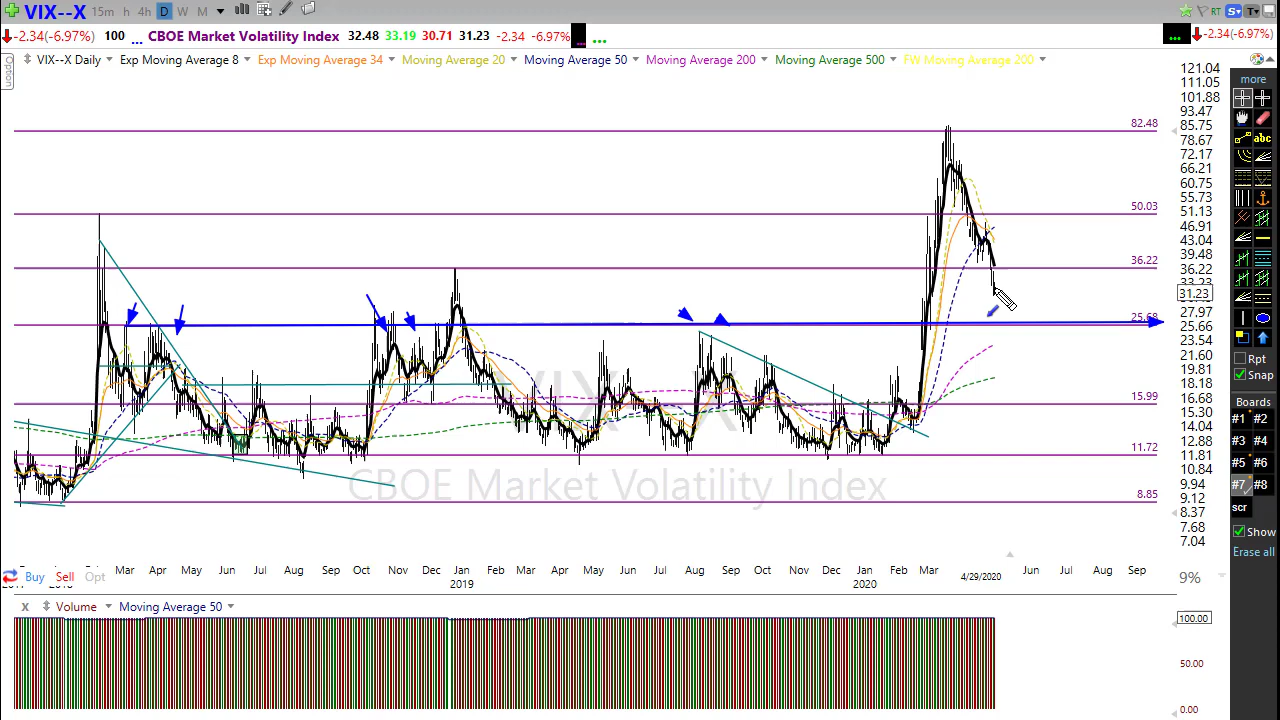 VIX--X 15m h 4h D W M RT S T
-2.34(-6.97%) 100 ... CBOE Market Volatility Index 32.48 33.19 30.71 31.23 -2.34 -6.97% ... ... ... -2.34(-6.97%)
Option
VIX--X Daily Exp Moving Average 8 Exp Moving Average 34 Moving Average 20 Moving Average 50 Moving Average 200 Moving Average 500 FW Moving Average 200
more
abc
121.04
111.05
101.88
93.47
85.75
78.67
72.17
66.21
60.75
55.73
51.13
46.91
43.04
39.48
36.22
33.23
31.23
27.97
25.66
23.54
21.60
19.81
18.18
16.68
15.30
14.04
12.88
11.81
10.84
9.94
9.12
8.37
7.68
7.04
82.48
50.03
36.22
25.68
15.99
11.72
8.85
VIX--X
CBOE Market Volatility Index
Rpt
Snap
Boards
#1 #2
#3 #4
#5 #6
#7 #8
scr
Show
Erase all
Mar Apr May Jun Jul Aug Sep Oct Nov Dec Jan Feb Mar Apr May Jun Jul Aug Sep Oct Nov Dec Jan Feb Mar 4/29/2020 Jun Jul Aug Sep
2019 2020
Buy Sell Opt
9%
x Volume Moving Average 50
100.00
50.00
0.00